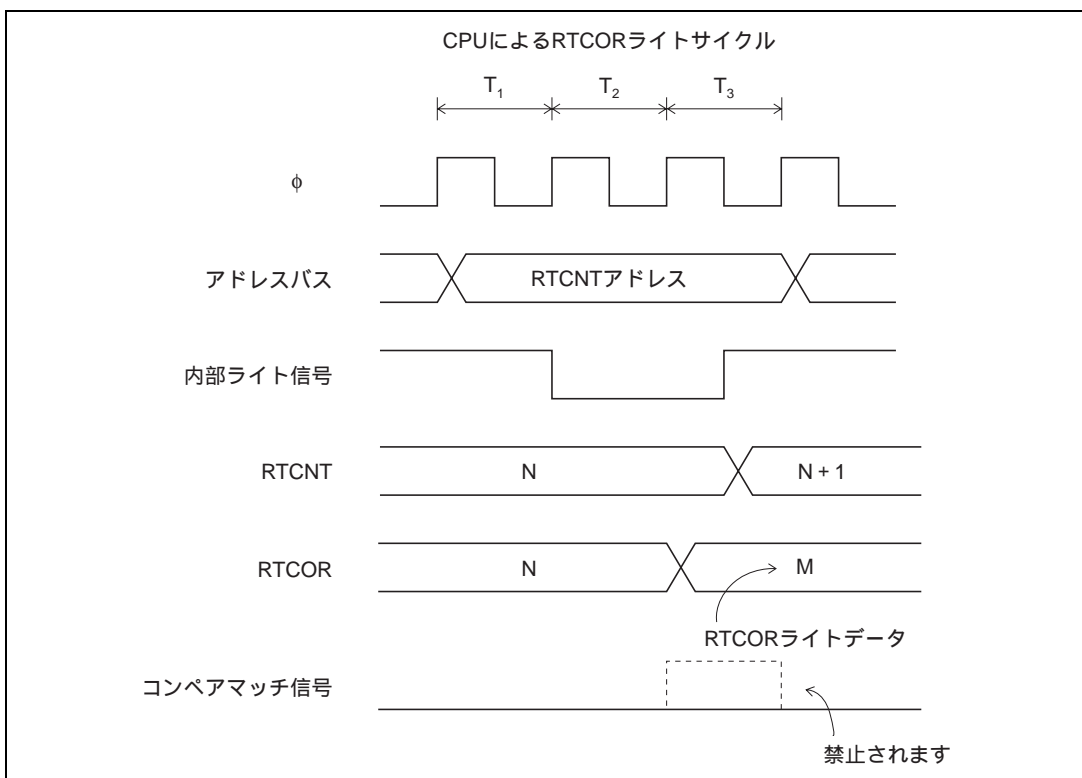 CPUによるRTCORライトサイクル
T1 T2 T3
φ
アドレスバス RTCNTアドレス
内部ライト信号
RTCNT N N + 1
RTCOR N M
RTCORライトデータ
コンペアマッチ信号
禁止されます